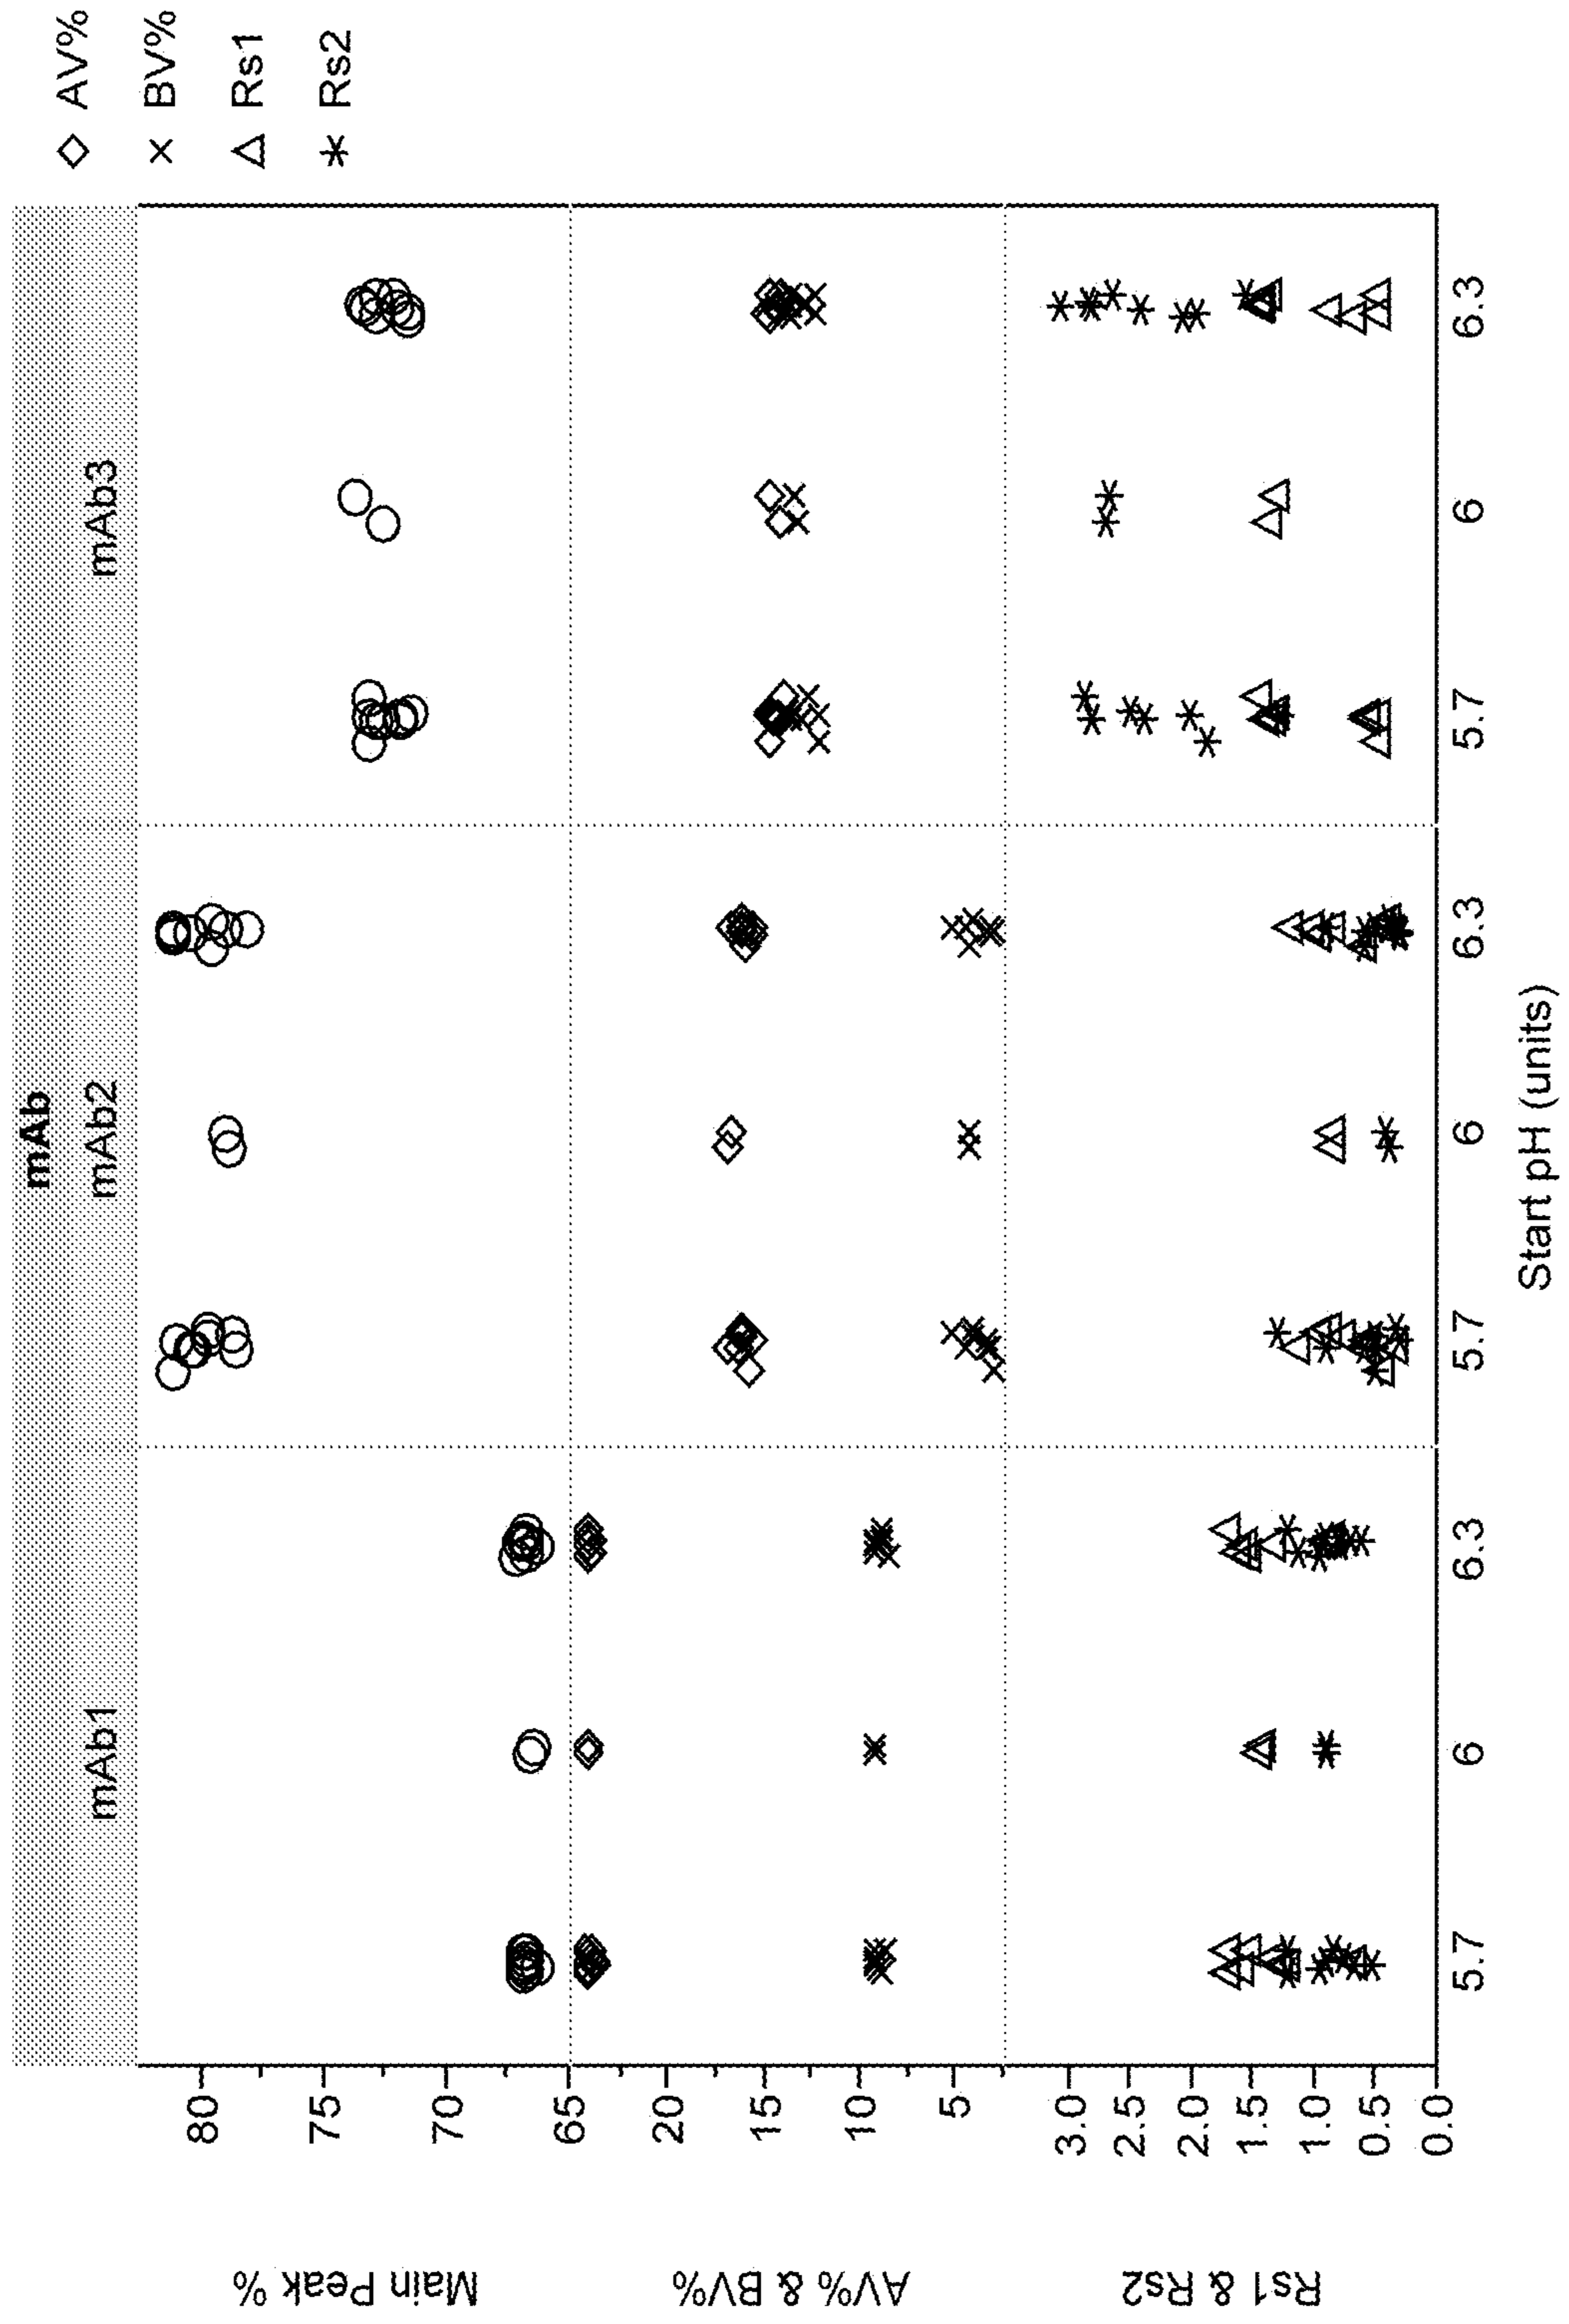 mAb
mAb1 mAb2 mAb3
AV%
BV%
Rs1
Rs2
Main Peak %
80
75
70
65
AV% & BV%
20
15
10
5
Rs1 & Rs2
3.0
2.5
2.0
1.5
1.0
0.5
0.0
5.7 6 6.3 5.7 6 6.3 5.7 6 6.3
Start pH (units)